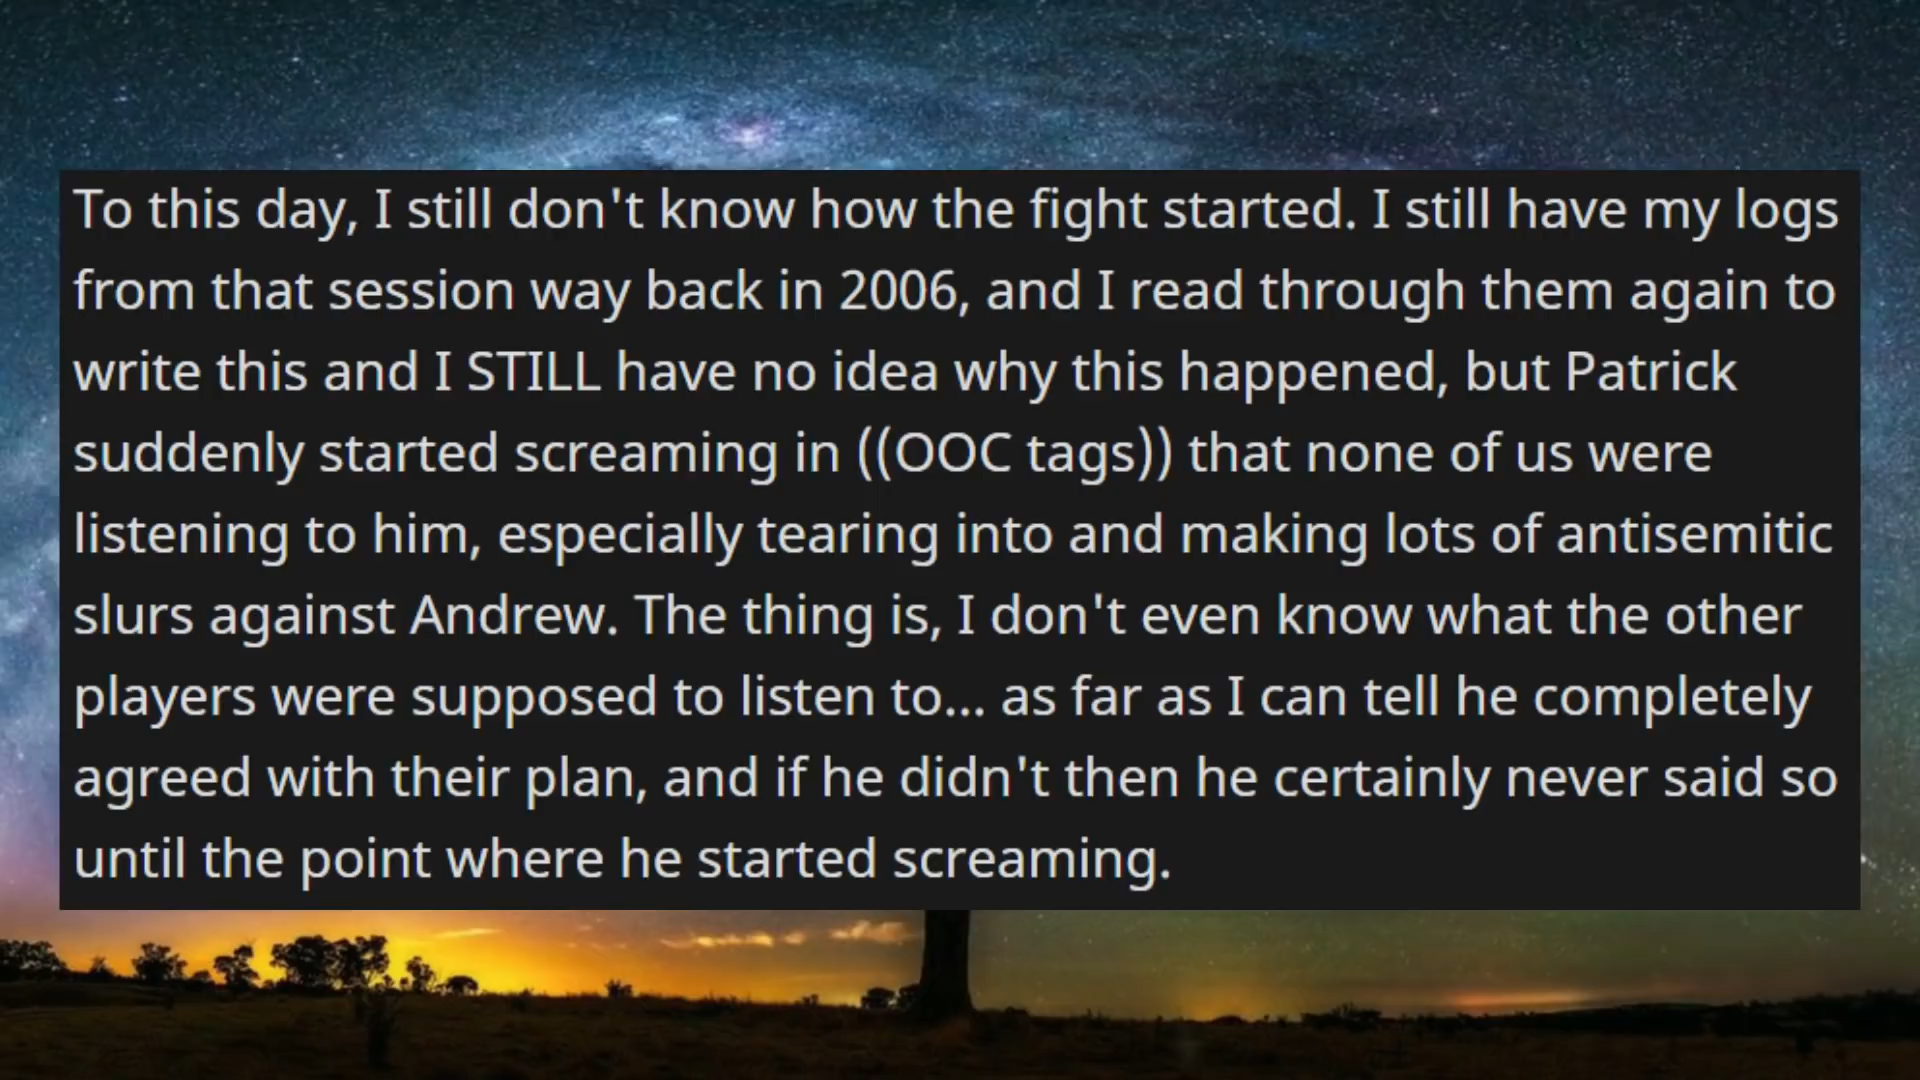 To this day, I still don't know how the fight started. I still have my logs
from that session way back in 2006, and I read through them again to
write this and I STILL have no idea why this happened, but Patrick
suddenly started screaming in ((OOC tags)) that none of us were
listening to him, especially tearing into and making lots of antisemitic
slurs against Andrew. The thing is, I don't even know what the other
players were supposed to listen to... as far as I can tell he completely
agreed with their plan, and if he didn't then he certainly never said so
until the point where he started screaming.